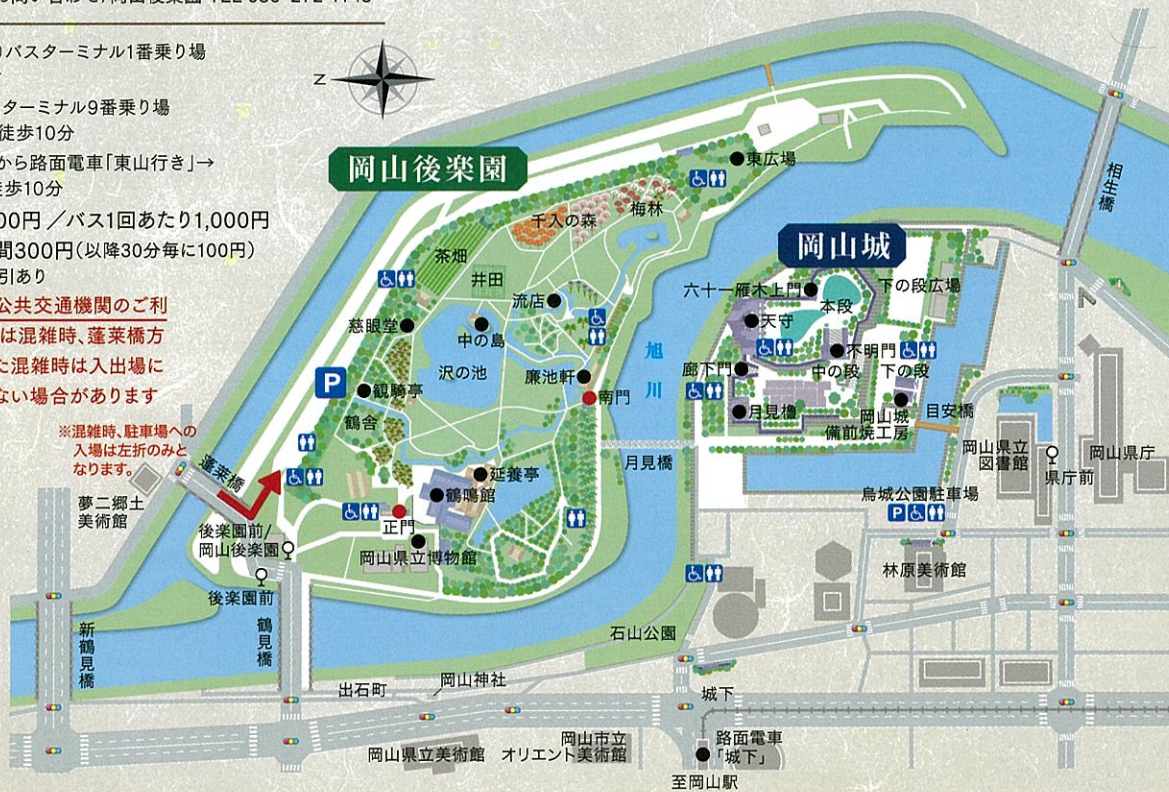 バスターミナル1番乗り場
ターミナル9番乗り場
徒歩10分
から路面電車「東山行き」→
徒歩10分
00円／バス1回あたり1,000円
間300円(以降30分毎に100円)
引あり
公共交通機関のご利
は混雑時、蓬莱橋方
た混雑時は入出場に
ない場合があります
※混雑時、駐車場への
入場は左折のみと
なります。
N
岡山後楽園
東広場
梅林
千入の森
茶畑
井田
流店
慈眼堂
中の島
沢の池
廉池軒
南門
P
観騎亭
鶴舎
延養亭
鶴鳴館
正門
岡山県立博物館
旭川
月見橋
岡山城
六十一雁木上門
本段
下の段広場
天守
不明門
廊下門
中の段
下の段
月見櫓
岡山城
備前焼工房
目安橋
相生橋
岡山県立
図書館
県庁前
岡山県庁
烏城公園駐車場
P
林原美術館
蓬莱橋
夢二郷土
美術館
後楽園前/
岡山後楽園
後楽園前
新鶴見橋
鶴見橋
石山公園
出石町
岡山神社
城下
岡山県立美術館
岡山市立
オリエント美術館
路面電車
「城下」
至岡山駅